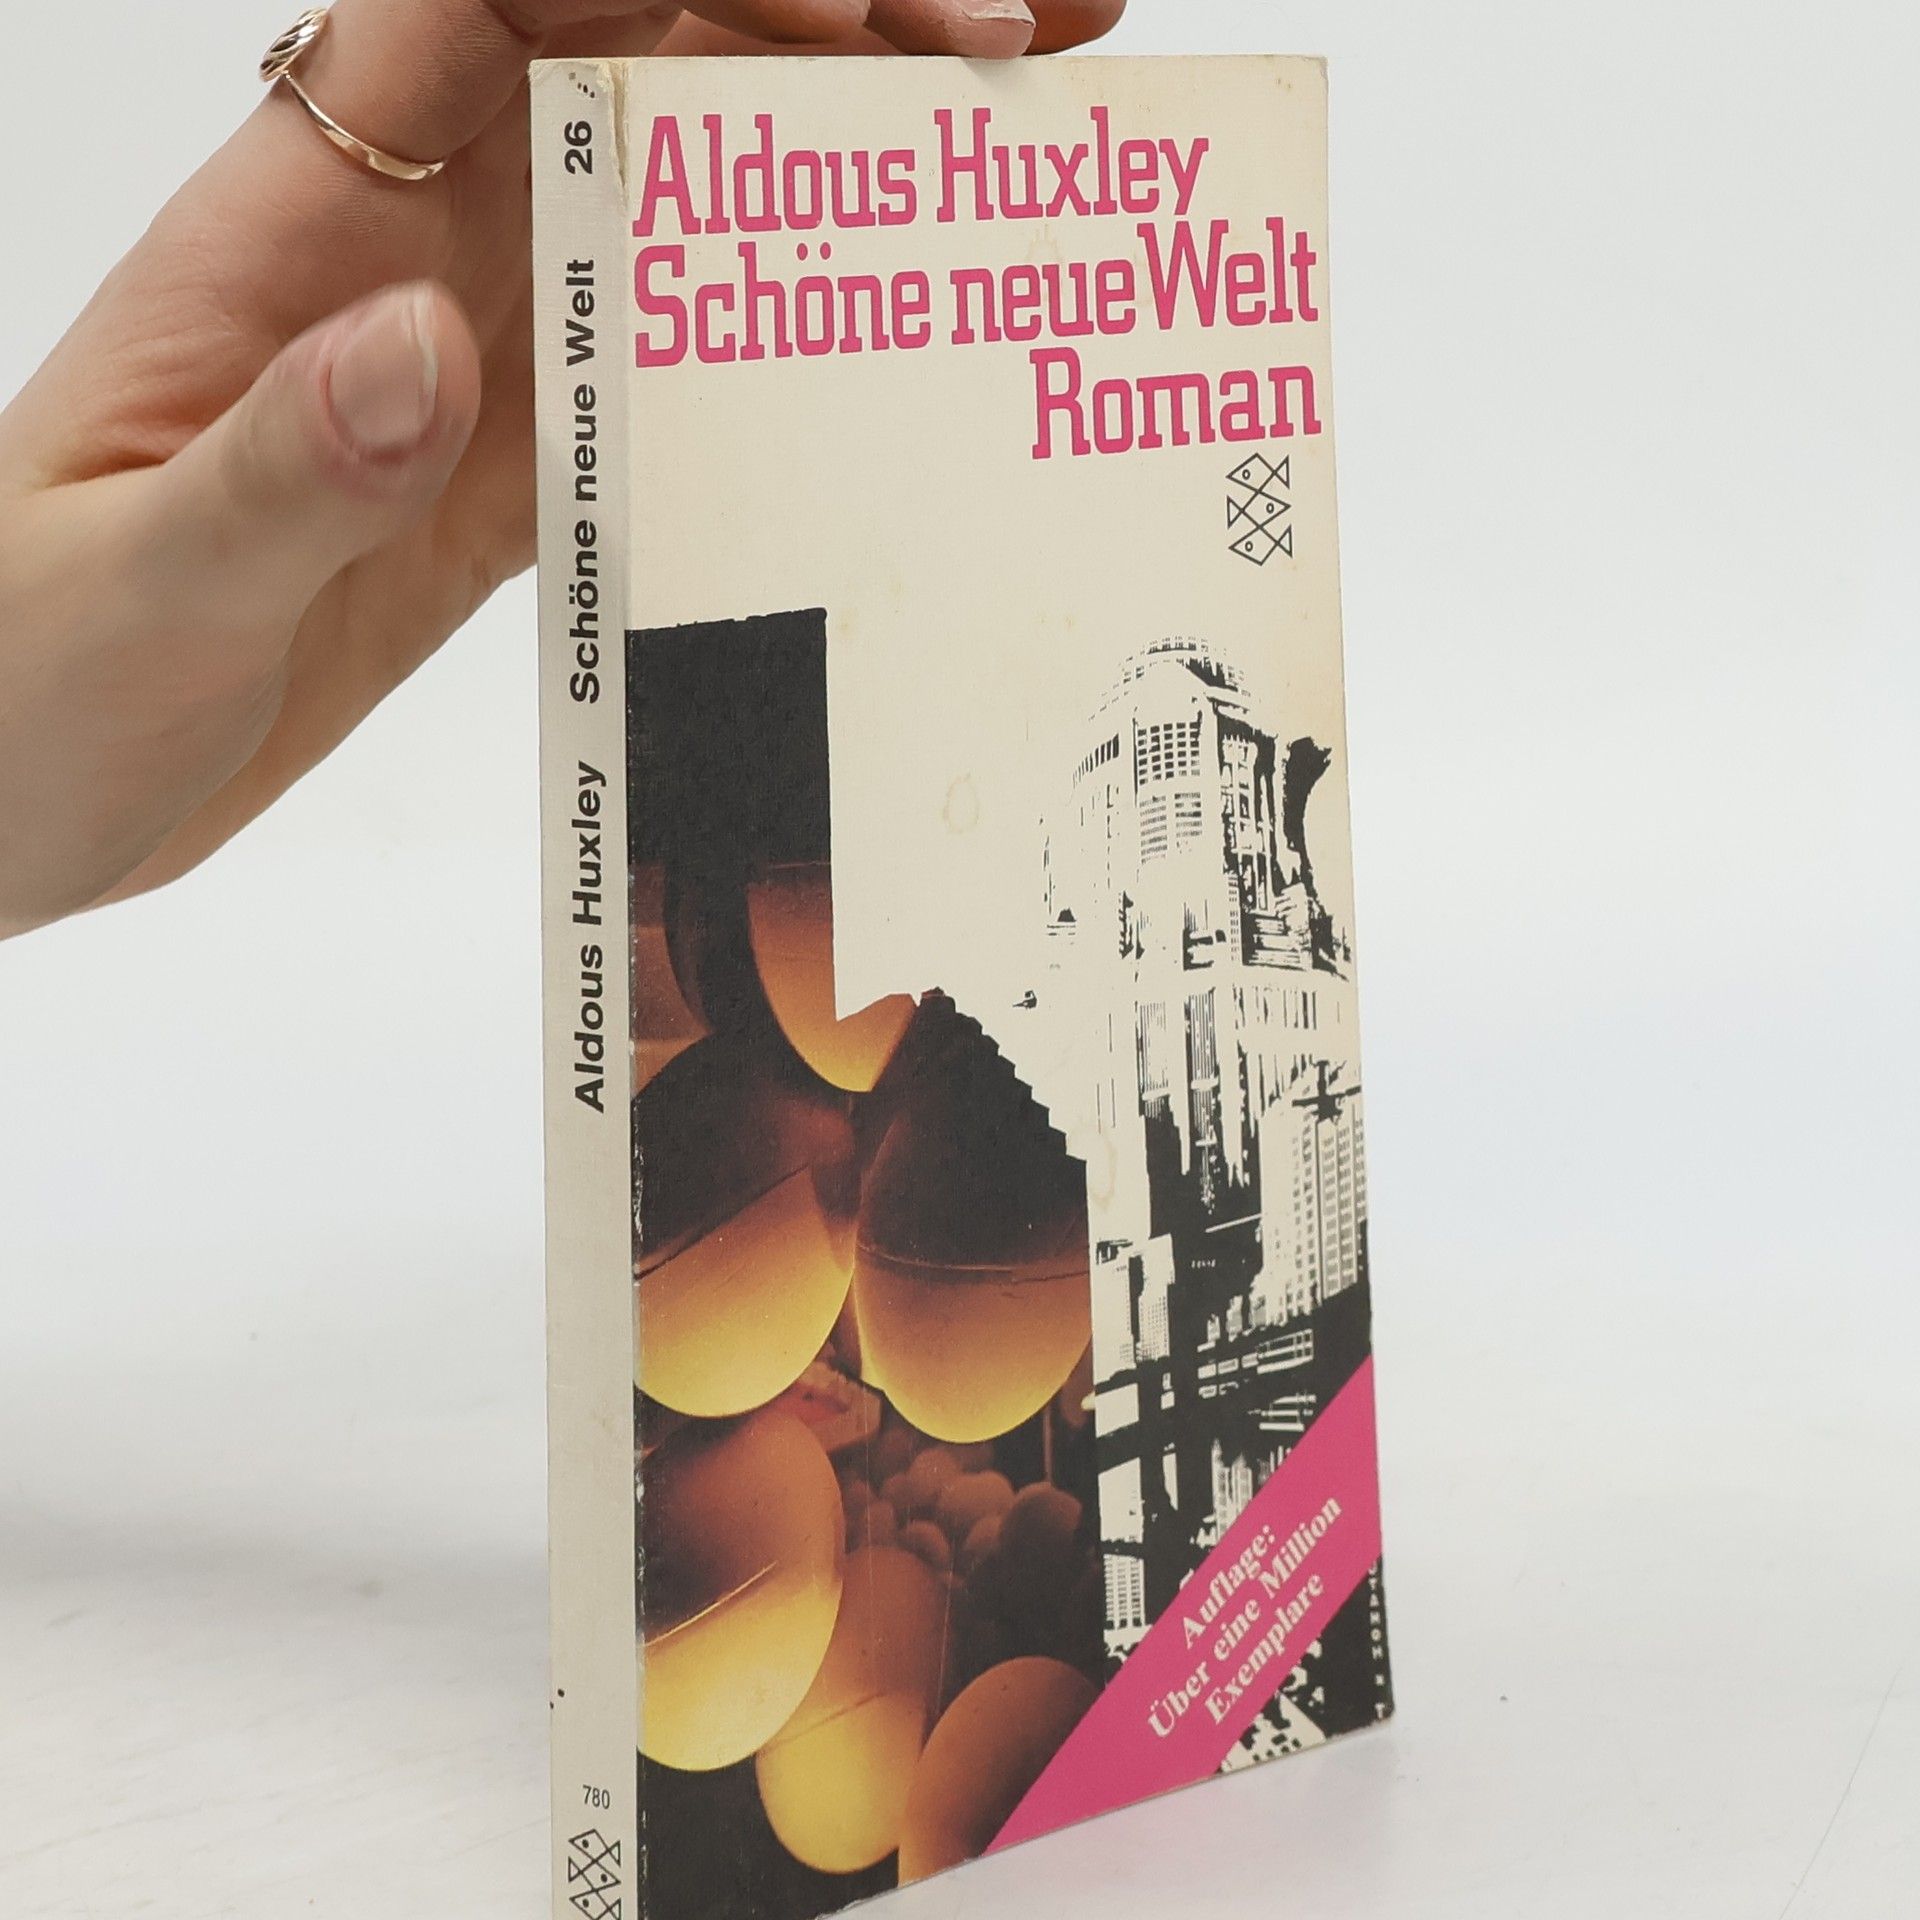 Aldous Huxley
Schöne neue Welt
Roman
Auflage:
Über eine Million
Exemplare
Aldous Huxley Schöne neue Welt 26
780